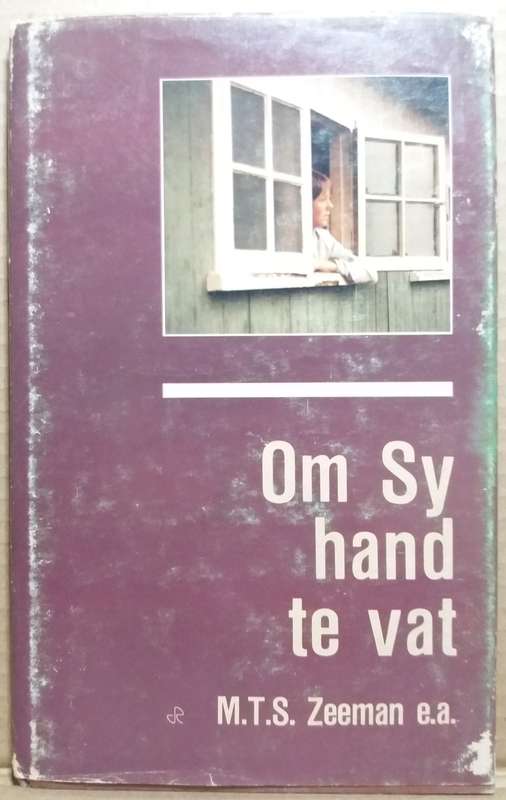 Om Sy
hand
te vat
M.T.S. Zeeman e.a.